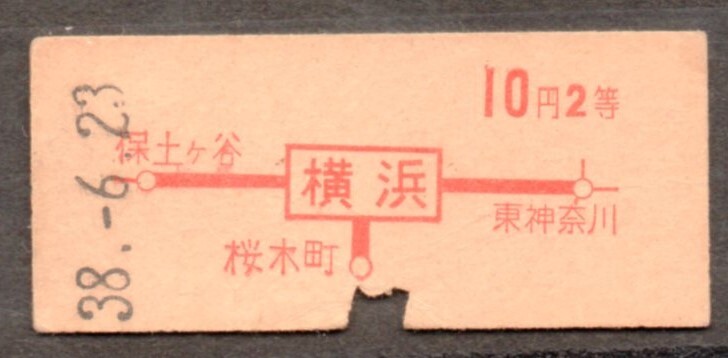 10円2等
保土ヶ谷
横浜
東神奈川
桜木町
38.-6.23